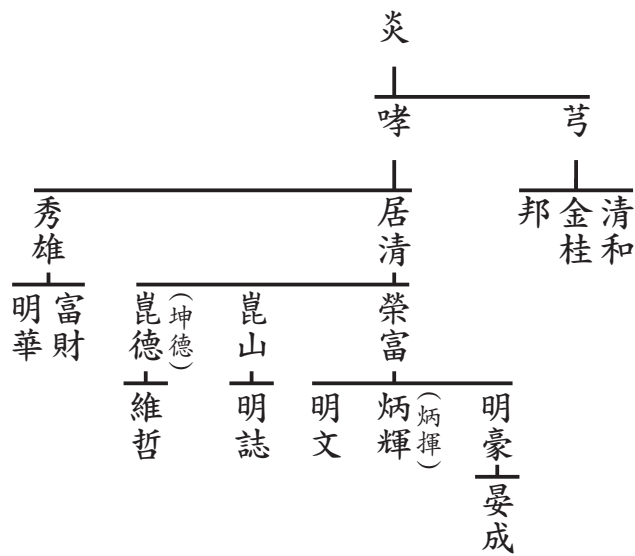 炎
芎
哮
清和
金桂
邦
居清
秀雄
榮富
崑山
(坤德)
崑德
富財
明華
明豪
(炳揮)
炳輝
明文
明誌
維哲
晏成